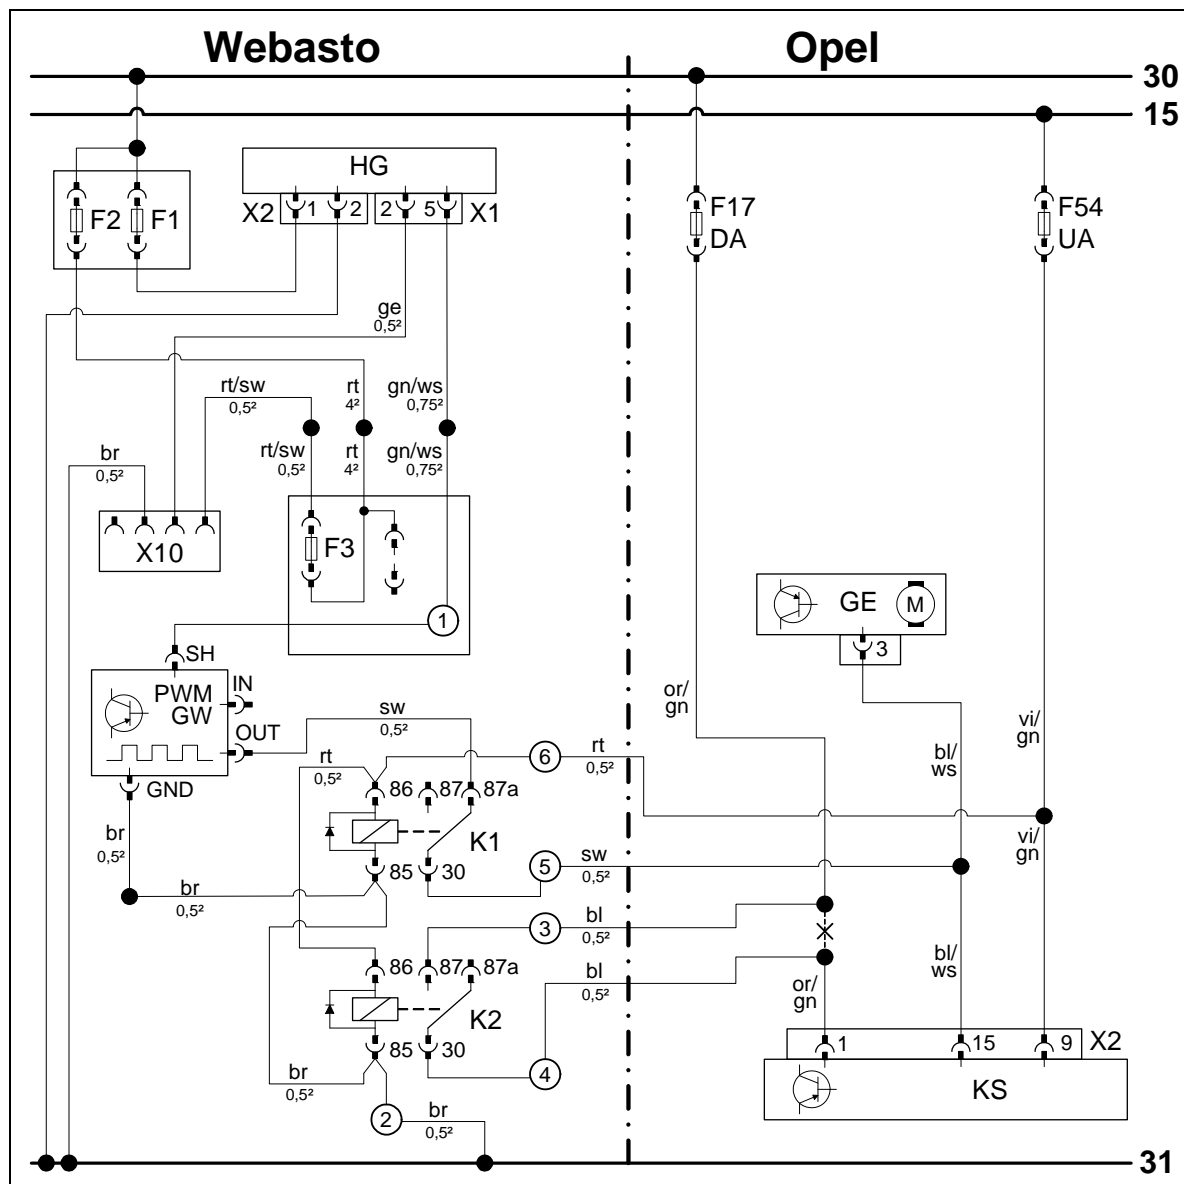 Webasto
Opel
30
15
HG
X2 1 2 2 5 X1
F2 F1
F17
DA
F54
UA
ge
0,5²
rt/sw
0,5²
rt
4²
gn/ws
0,75²
rt/sw
0,5²
rt
4²
gn/ws
0,75²
br
0,5²
X10
F3
1
GE M
3
SH
PWM
GW
IN
OUT
GND
sw
0,5²
rt
0,5²
6 rt
0,5²
or/
gn
bl/
ws
vi/
gn
86 87 87a
K1
85 30
br
0,5²
br
0,5²
5 sw
0,5²
vi/
gn
3 bl
0,5²
86 87 87a
K2
85 30
bl
0,5²
4
or/
gn
bl/
ws
1 15 9 X2
KS
br
0,5²
2 br
0,5²
31